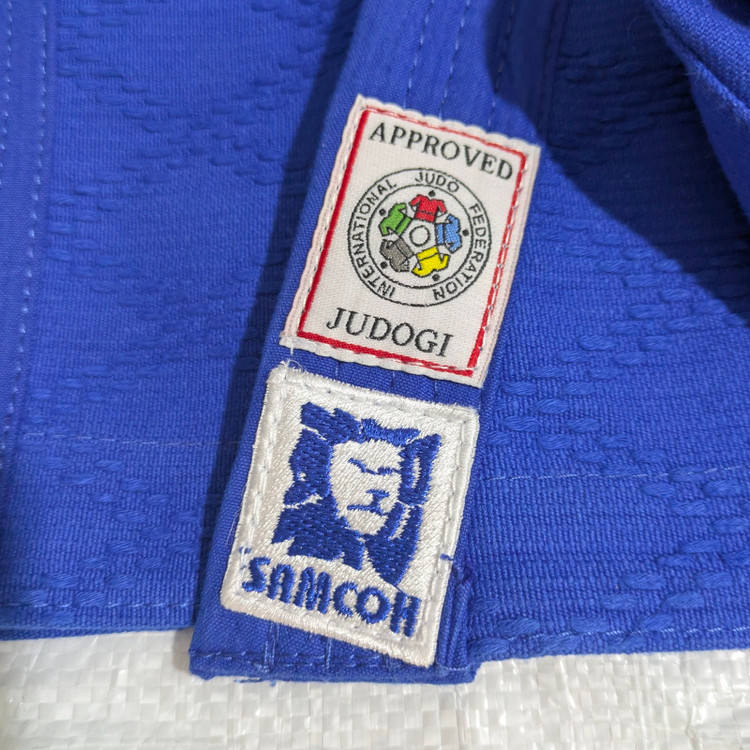 APPROVED
INTERNATIONAL JUDO FEDERATION
JUDOGI
SAMCOH